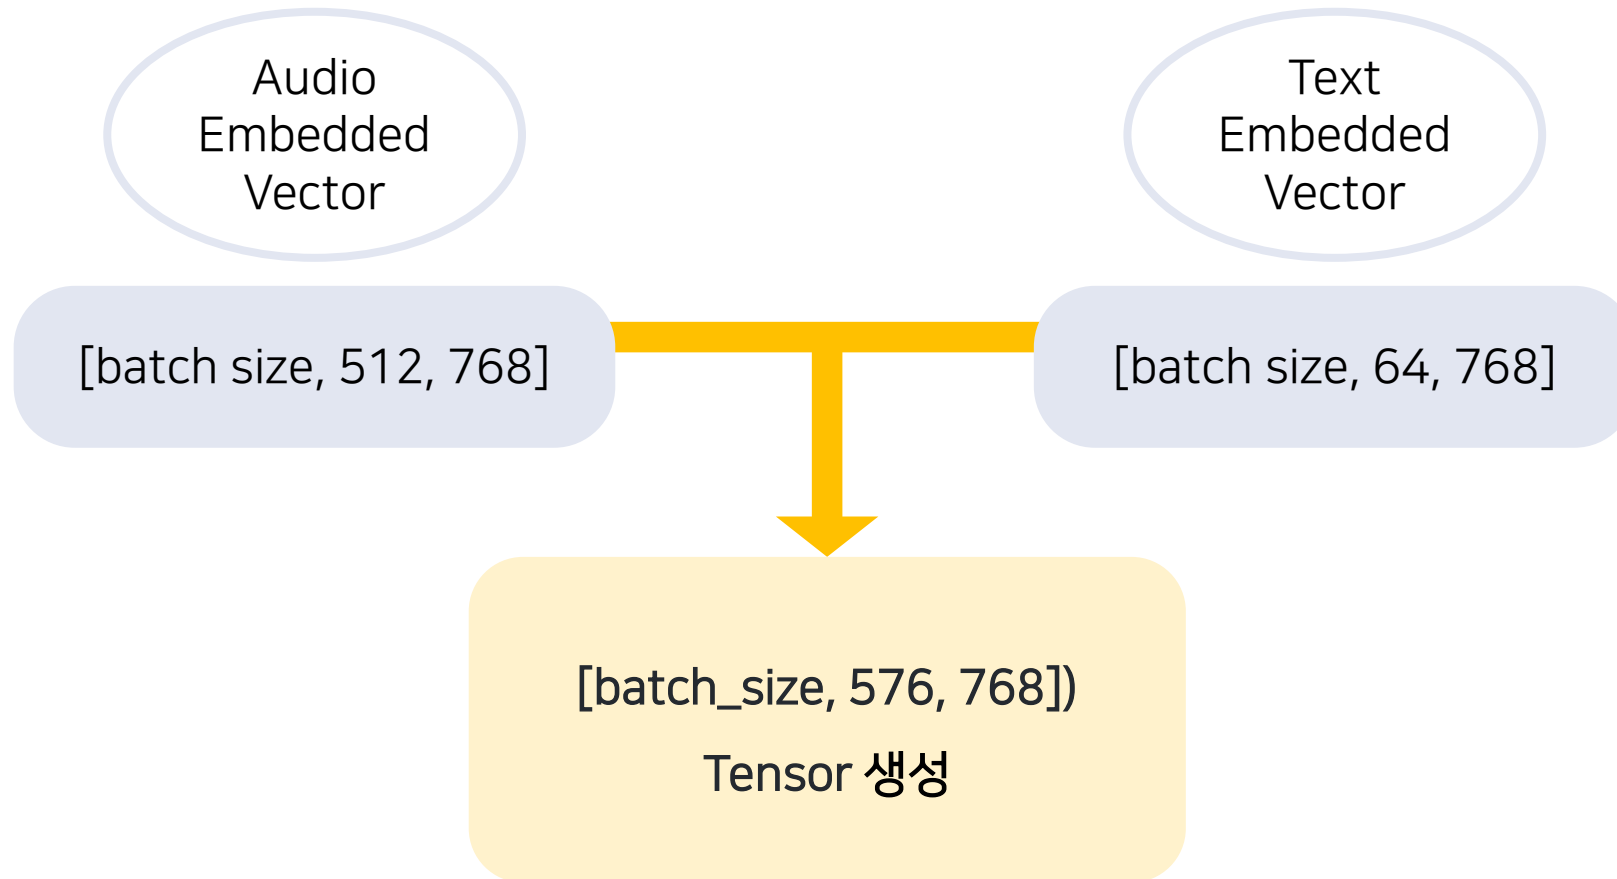 Audio
Embedded
Vector
Text
Embedded
Vector
[batch size, 512, 768]
[batch size, 64, 768]
[batch_size, 576, 768])
Tensor 생성